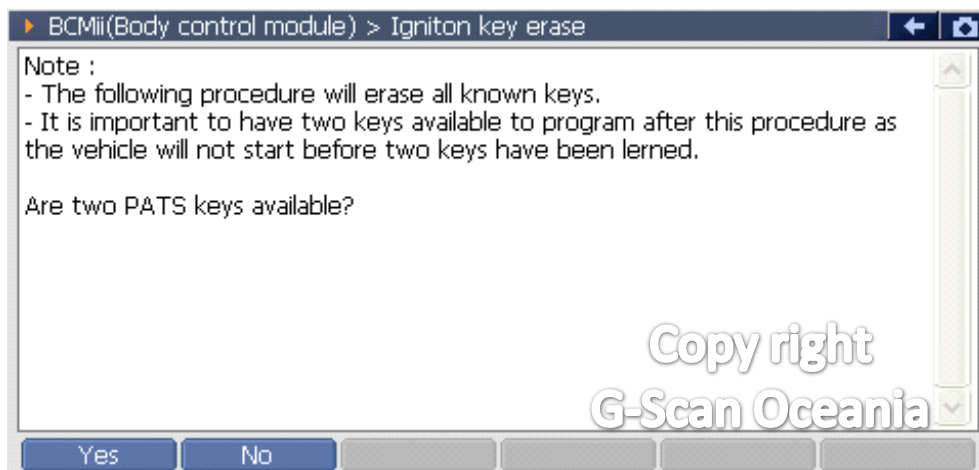 BCMii(Body control module) > Igniton key erase
Note :
- The following procedure will erase all known keys.
- It is important to have two keys available to program after this procedure as
the vehicle will not start before two keys have been lerned.
Are two PATS keys available?
Copy right
G-Scan Oceania
Yes No